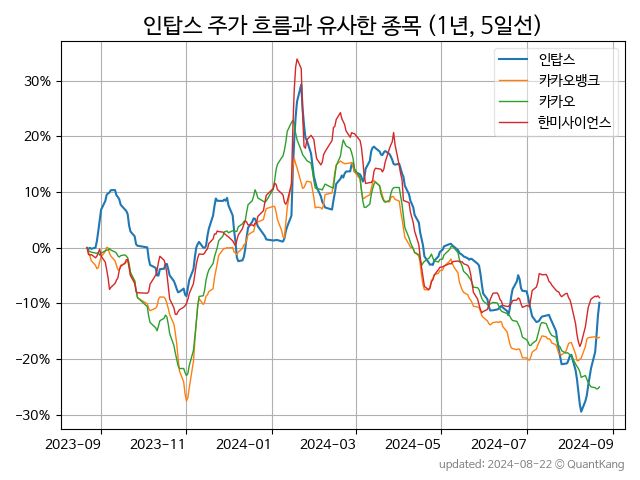 인탑스 주가 흐름과 유사한 종목 (1년, 5일선)
인탑스
카카오뱅크
카카오
한미사이언스
30%
20%
10%
0%
−10%
−20%
−30%
2023-09
2023-11
2024-01
2024-03
2024-05
2024-07
2024-09
updated: 2024-08-22 © QuantKang